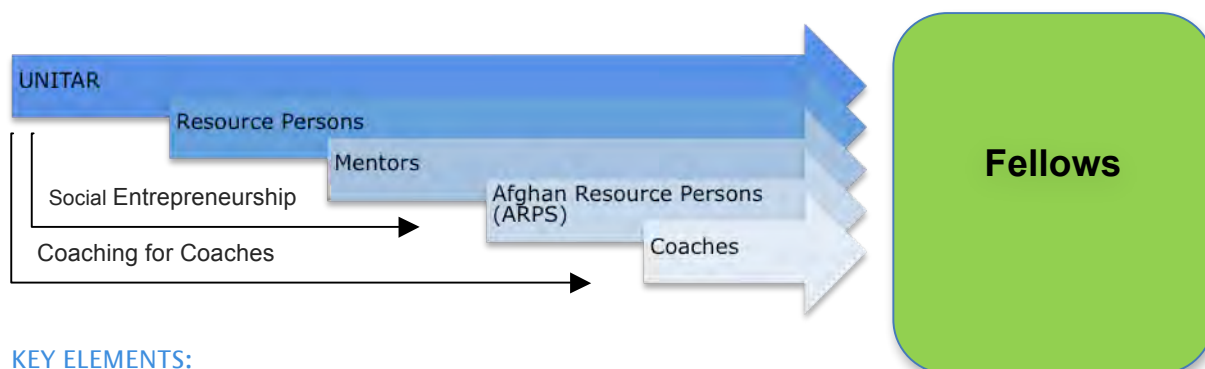 UNITAR
Resource Persons
Mentors
Afghan Resource Persons
(ARPS)
Coaches
Social Entrepreneurship
Coaching for Coaches
Fellows
KEY ELEMENTS: